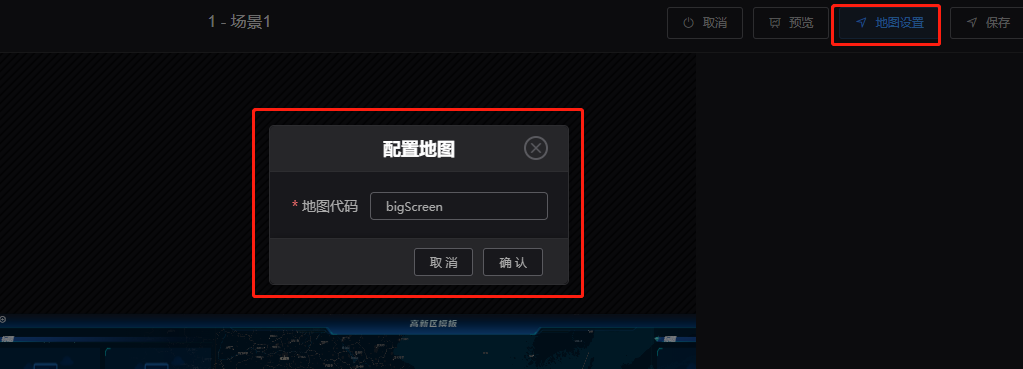 1 - 场景1
取消
预览
地图设置
保存
配置地图
* 地图代码
bigScreen
取 消
确 认
高新区模板